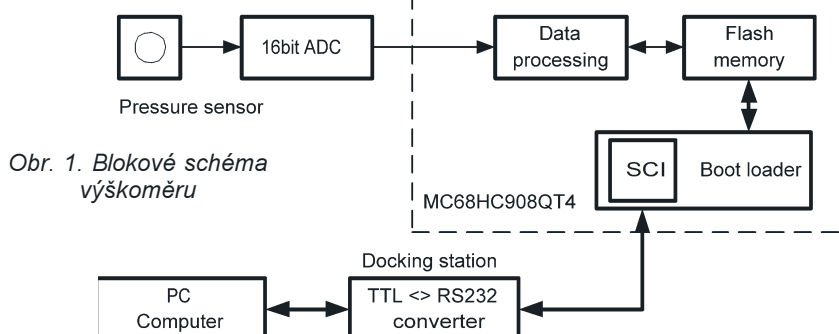 16bit ADC
Data
processing
Flash
memory
Pressure sensor
Obr. 1. Blokové schéma
výškoměru
SCI
Boot loader
MC68HC908QT4
Docking station
PC
Computer
TTL <> RS232
converter